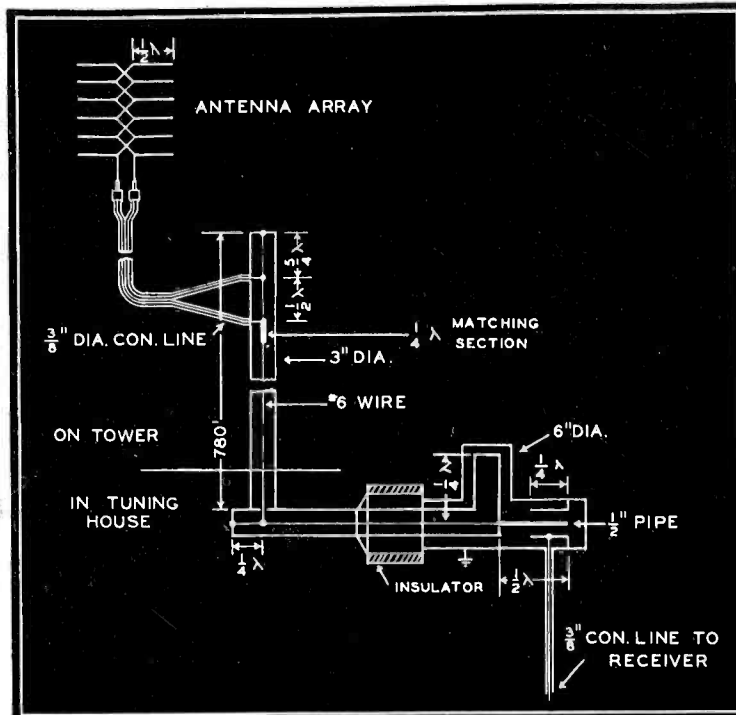 1/2 λ
ANTENNA ARRAY
5/4 λ
1/2 λ
3/8" DIA. CON. LINE
1/4 λ MATCHING
SECTION
3" DIA.
#6 WIRE
780'
ON TOWER
IN TUNING
HOUSE
6" DIA.
1/4 λ
1/4 λ
1/2" PIPE
1/4 λ
INSULATOR
1/2 λ
3/8" CON. LINE TO
RECEIVER